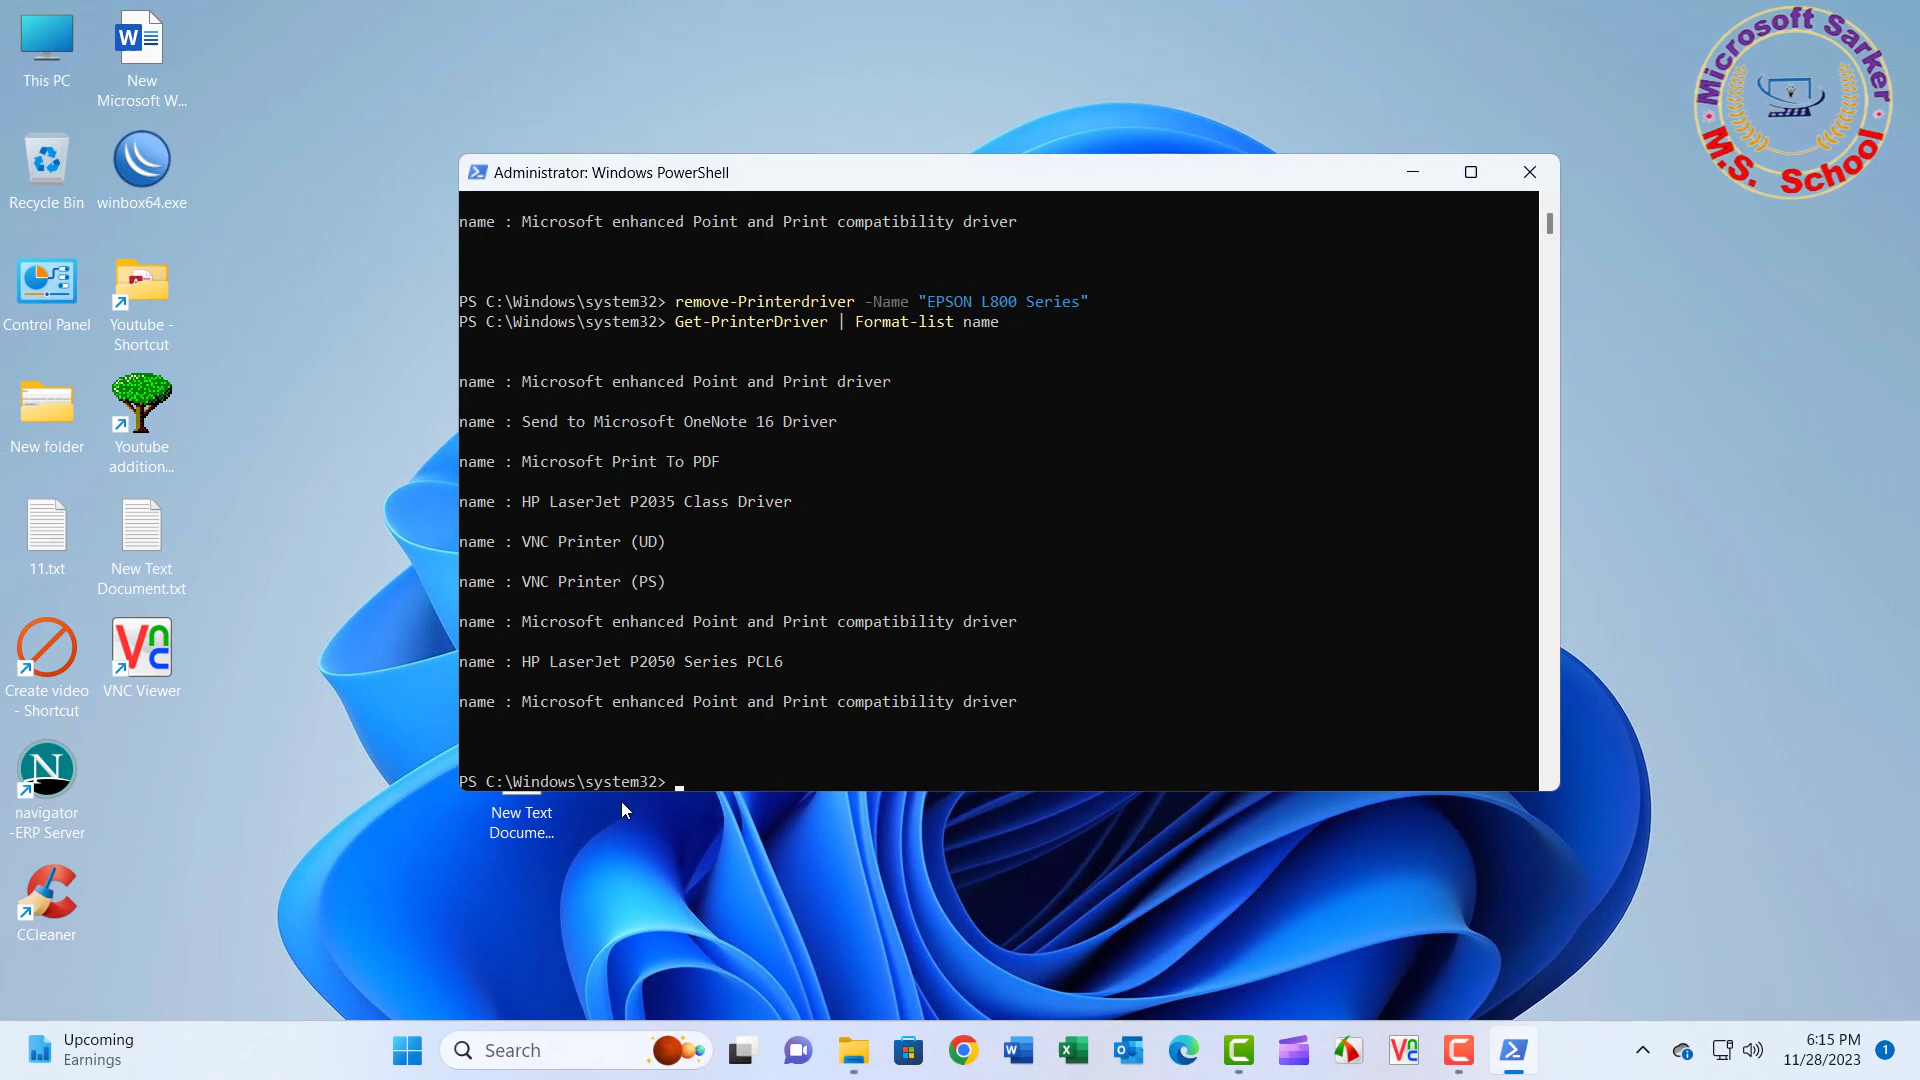 This PC
New
Microsoft W...
Recycle Bin
winbox64.exe
Control Panel
Youtube -
Shortcut
New folder
Youtube
addition...
11.txt
New Text
Document.txt
Create video
- Shortcut
VNC Viewer
navigator
-ERP Server
CCleaner
Microsoft Sarker
M.S. School
Administrator: Windows PowerShell
name : Microsoft enhanced Point and Print compatibility driver
PS C:\Windows\system32> remove-Printerdriver -Name "EPSON L800 Series"
PS C:\Windows\system32> Get-PrinterDriver | Format-list name
name : Microsoft enhanced Point and Print driver
name : Send to Microsoft OneNote 16 Driver
name : Microsoft Print To PDF
name : HP LaserJet P2035 Class Driver
name : VNC Printer (UD)
name : VNC Printer (PS)
name : Microsoft enhanced Point and Print compatibility driver
name : HP LaserJet P2050 Series PCL6
name : Microsoft enhanced Point and Print compatibility driver
PS C:\Windows\system32>
New Text
Docume...
Upcoming
Earnings
Search
6:15 PM
11/28/2023
1